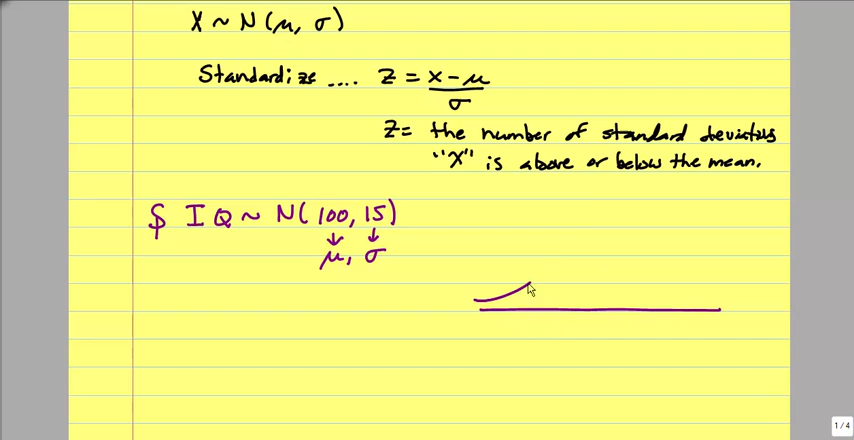 X ~ N(μ, σ)
Standardize .... Z = x - μ / σ
Z = the number of standard deviations
"X" is above or below the mean.
$ IQ ~ N(100, 15)
↓ ↓
μ, σ
1 / 4